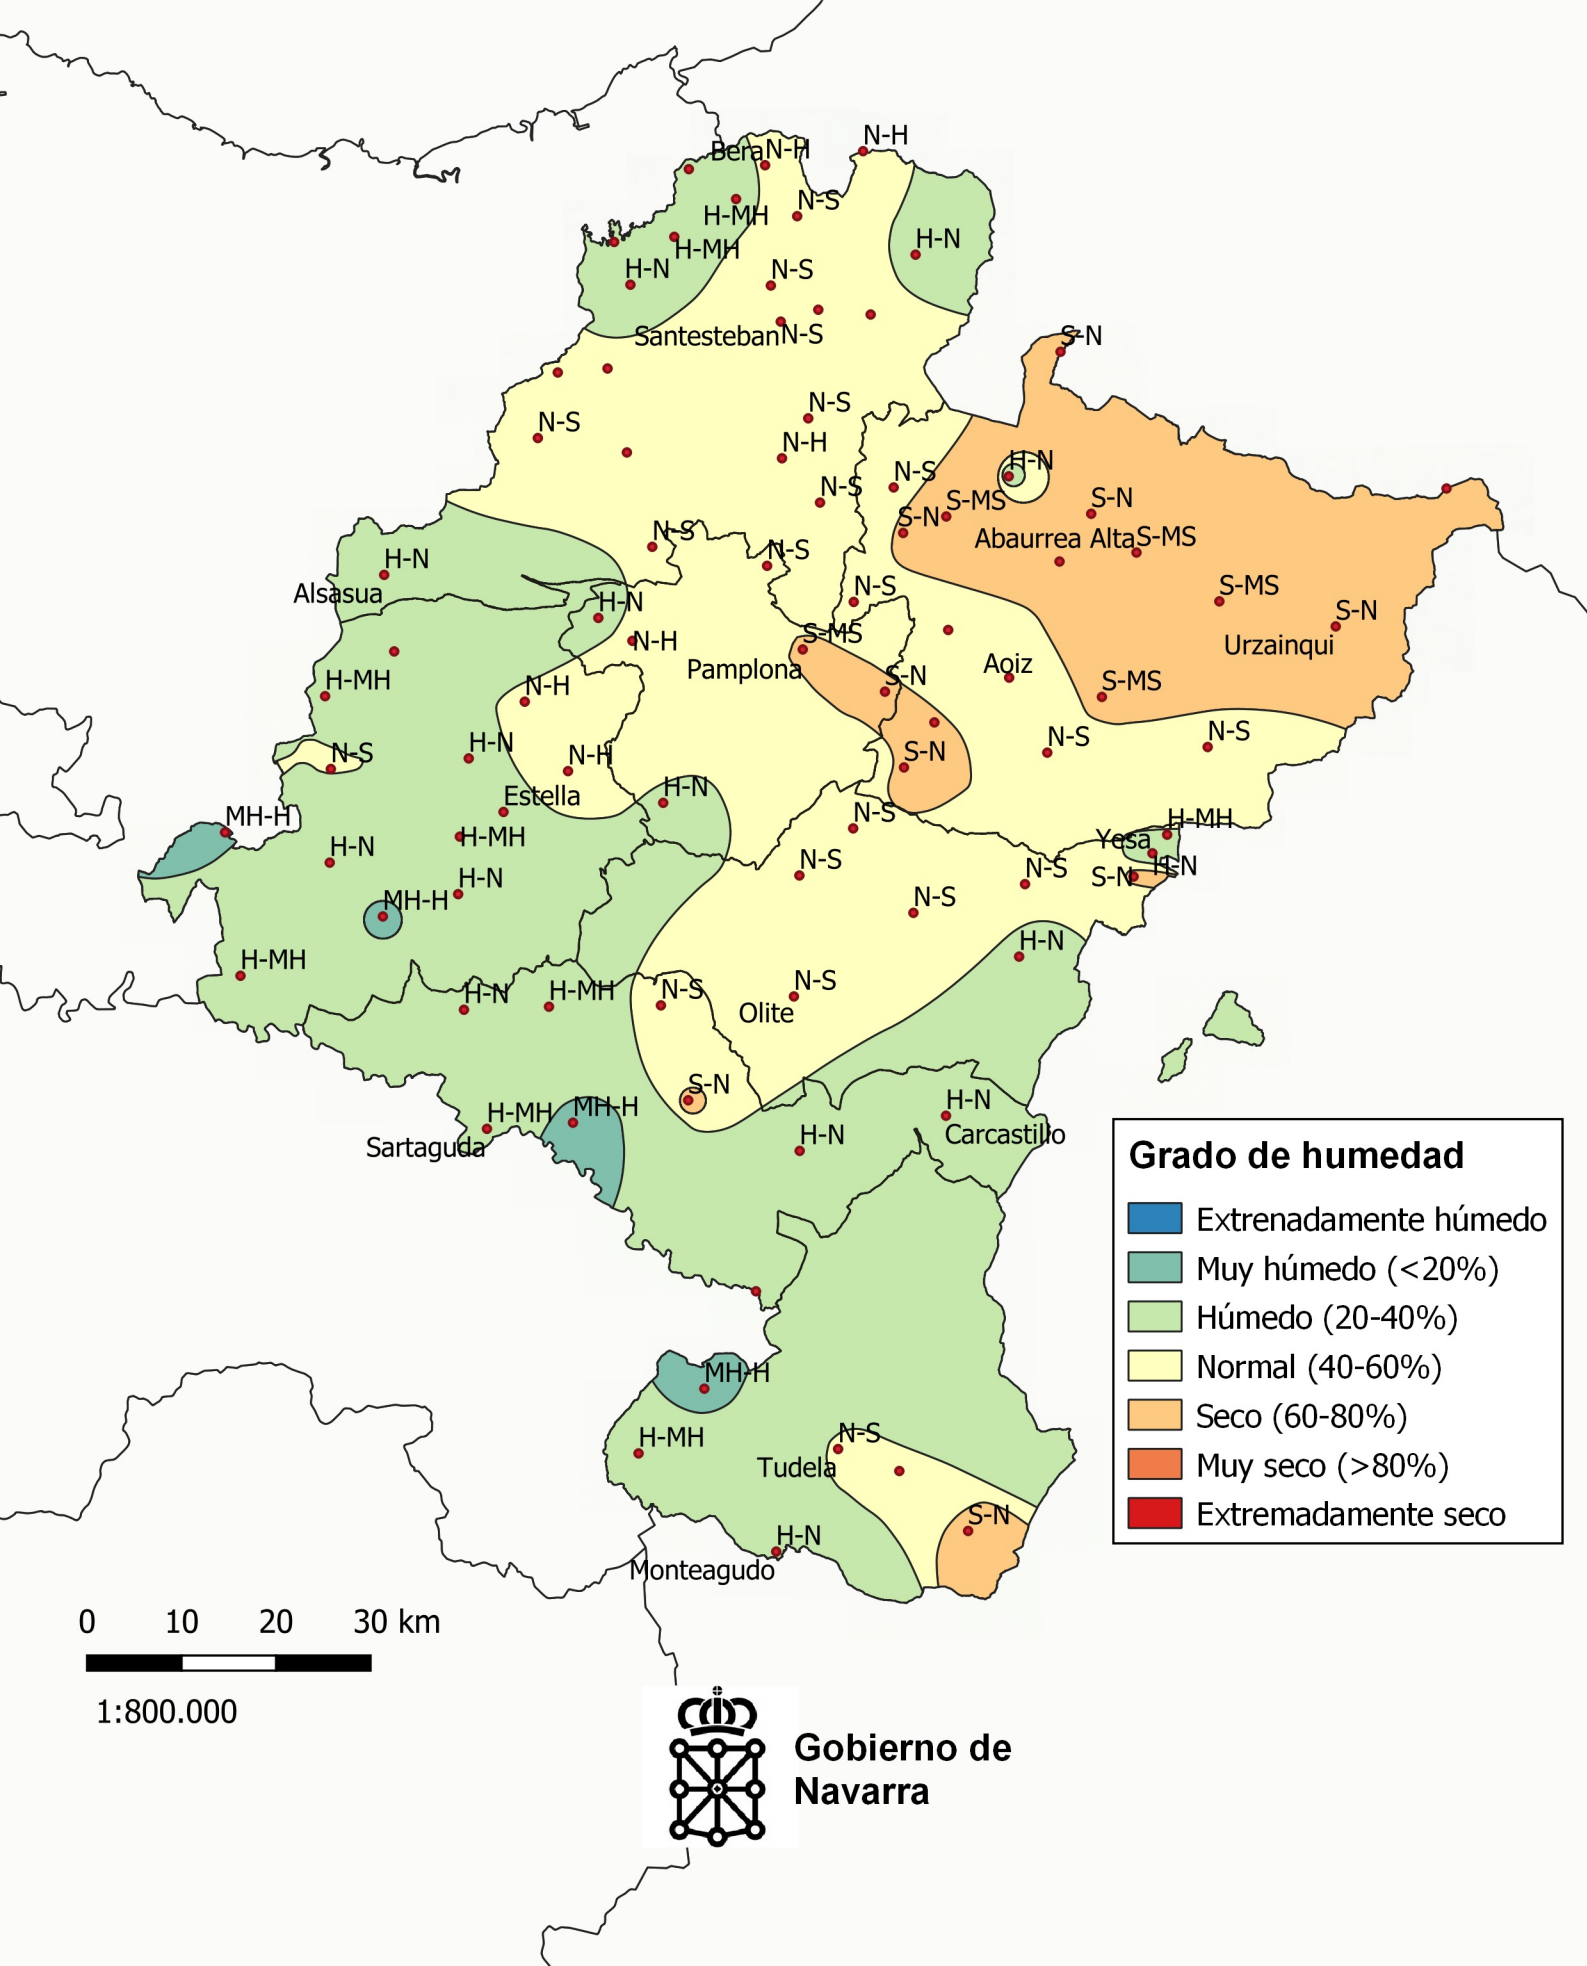 N-H
BeraN-H
N-S
H-MH
H-N
H-MH
H-N
N-S
SantestebanN-S
S-N
N-S
N-S
N-H
H-N
N-S
N-S
S-MS
S-N
S-N
N-S
Abaurrea AltaS-MS
N-S
H-N
Alsasua
N-S
S-MS
H-N
S-N
N-H
S-MS
Urzainqui
Pamplona
Aoiz
S-N
H-MH
N-H
S-MS
N-S
H-N
N-H
S-N
N-S
N-S
Estella
H-N
MH-H
N-S
H-MH
H-MH
Yesa
H-N
N-S
N-S
H-N
S-N
H-N
MH-H
N-S
H-N
H-MH
H-N
H-MH
N-S
N-S
Olite
S-N
H-MH
MH-H
H-N
Sartaguda
H-N
Carcastillo
Grado de humedad
Extrenadamente húmedo
Muy húmedo (<20%)
Húmedo (20-40%)
Normal (40-60%)
Seco (60-80%)
Muy seco (>80%)
Extremadamente seco
MH-H
H-MH
N-S
Tudela
S-N
H-N
Monteagudo
0 10 20 30 km
1:800.000
Gobierno de
Navarra